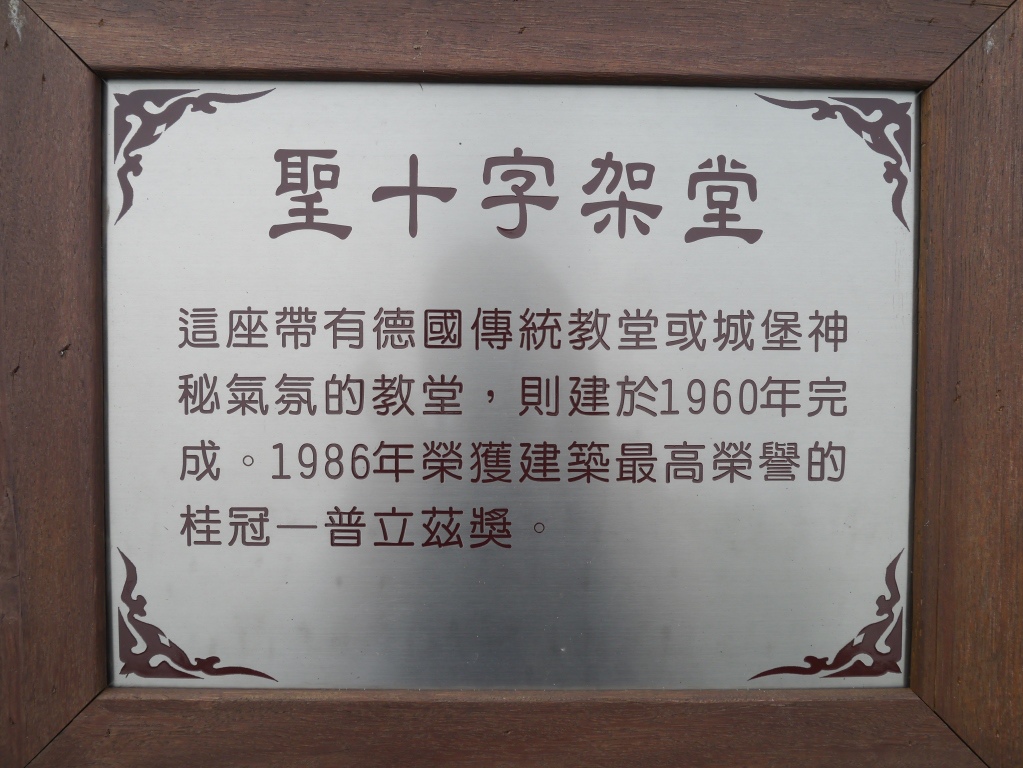 聖十字架堂
這座帶有德國傳統教堂或城堡神
秘氣氛的教堂，則建於1960年完
成。1986年榮獲建築最高榮譽的
桂冠—普立茲獎。